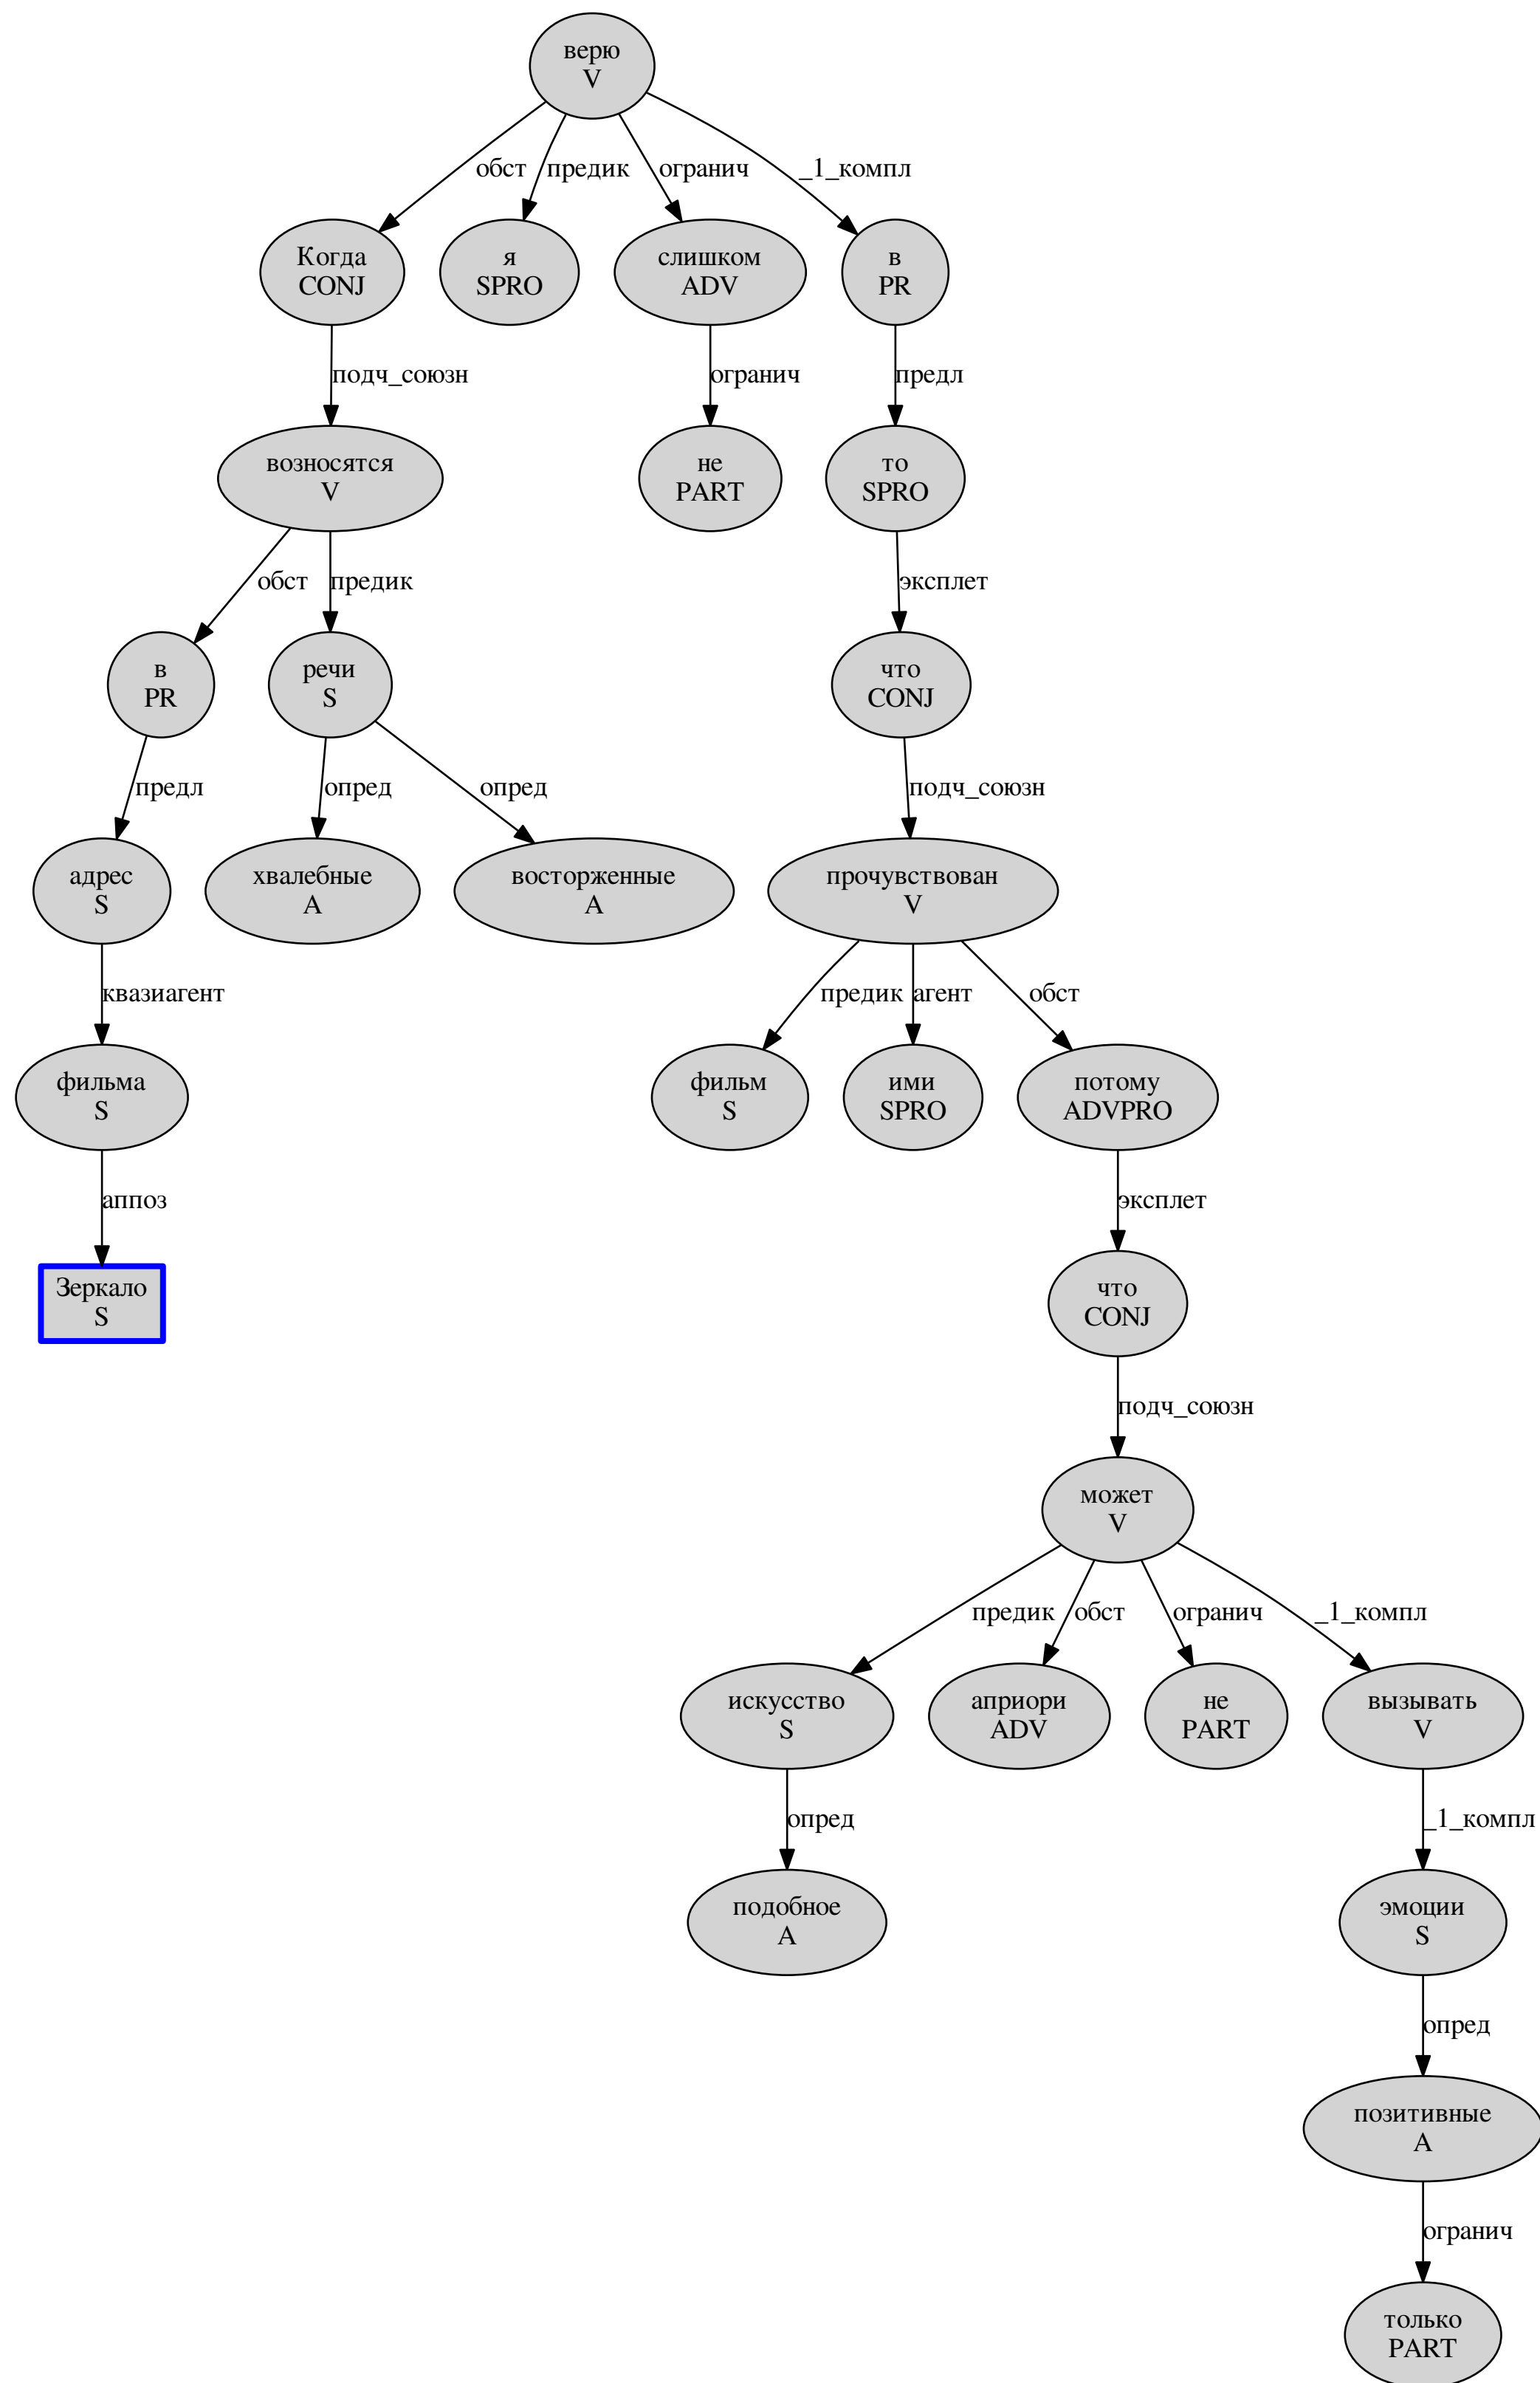 верю
V
обст предик огранич _1_компл
Когда
CONJ
я
SPRO
слишком
ADV
в
PR
подч_союзн огранич предл
возносятся
V
не
PART
то
SPRO
обст предик эксплет
в
PR
речи
S
что
CONJ
предл опред опред подч_союзн
адрес
S
хвалебные
A
восторженные
A
прочувствован
V
квазиагент предик агент обст
фильма
S
фильм
S
ими
SPRO
потому
ADVPRO
аппоз эксплет
Зеркало
S
что
CONJ
подч_союзн
может
V
предик обст огранич _1_компл
искусство
S
априори
ADV
не
PART
вызывать
V
опред _1_компл
подобное
A
эмоции
S
опред
позитивные
A
огранич
только
PART